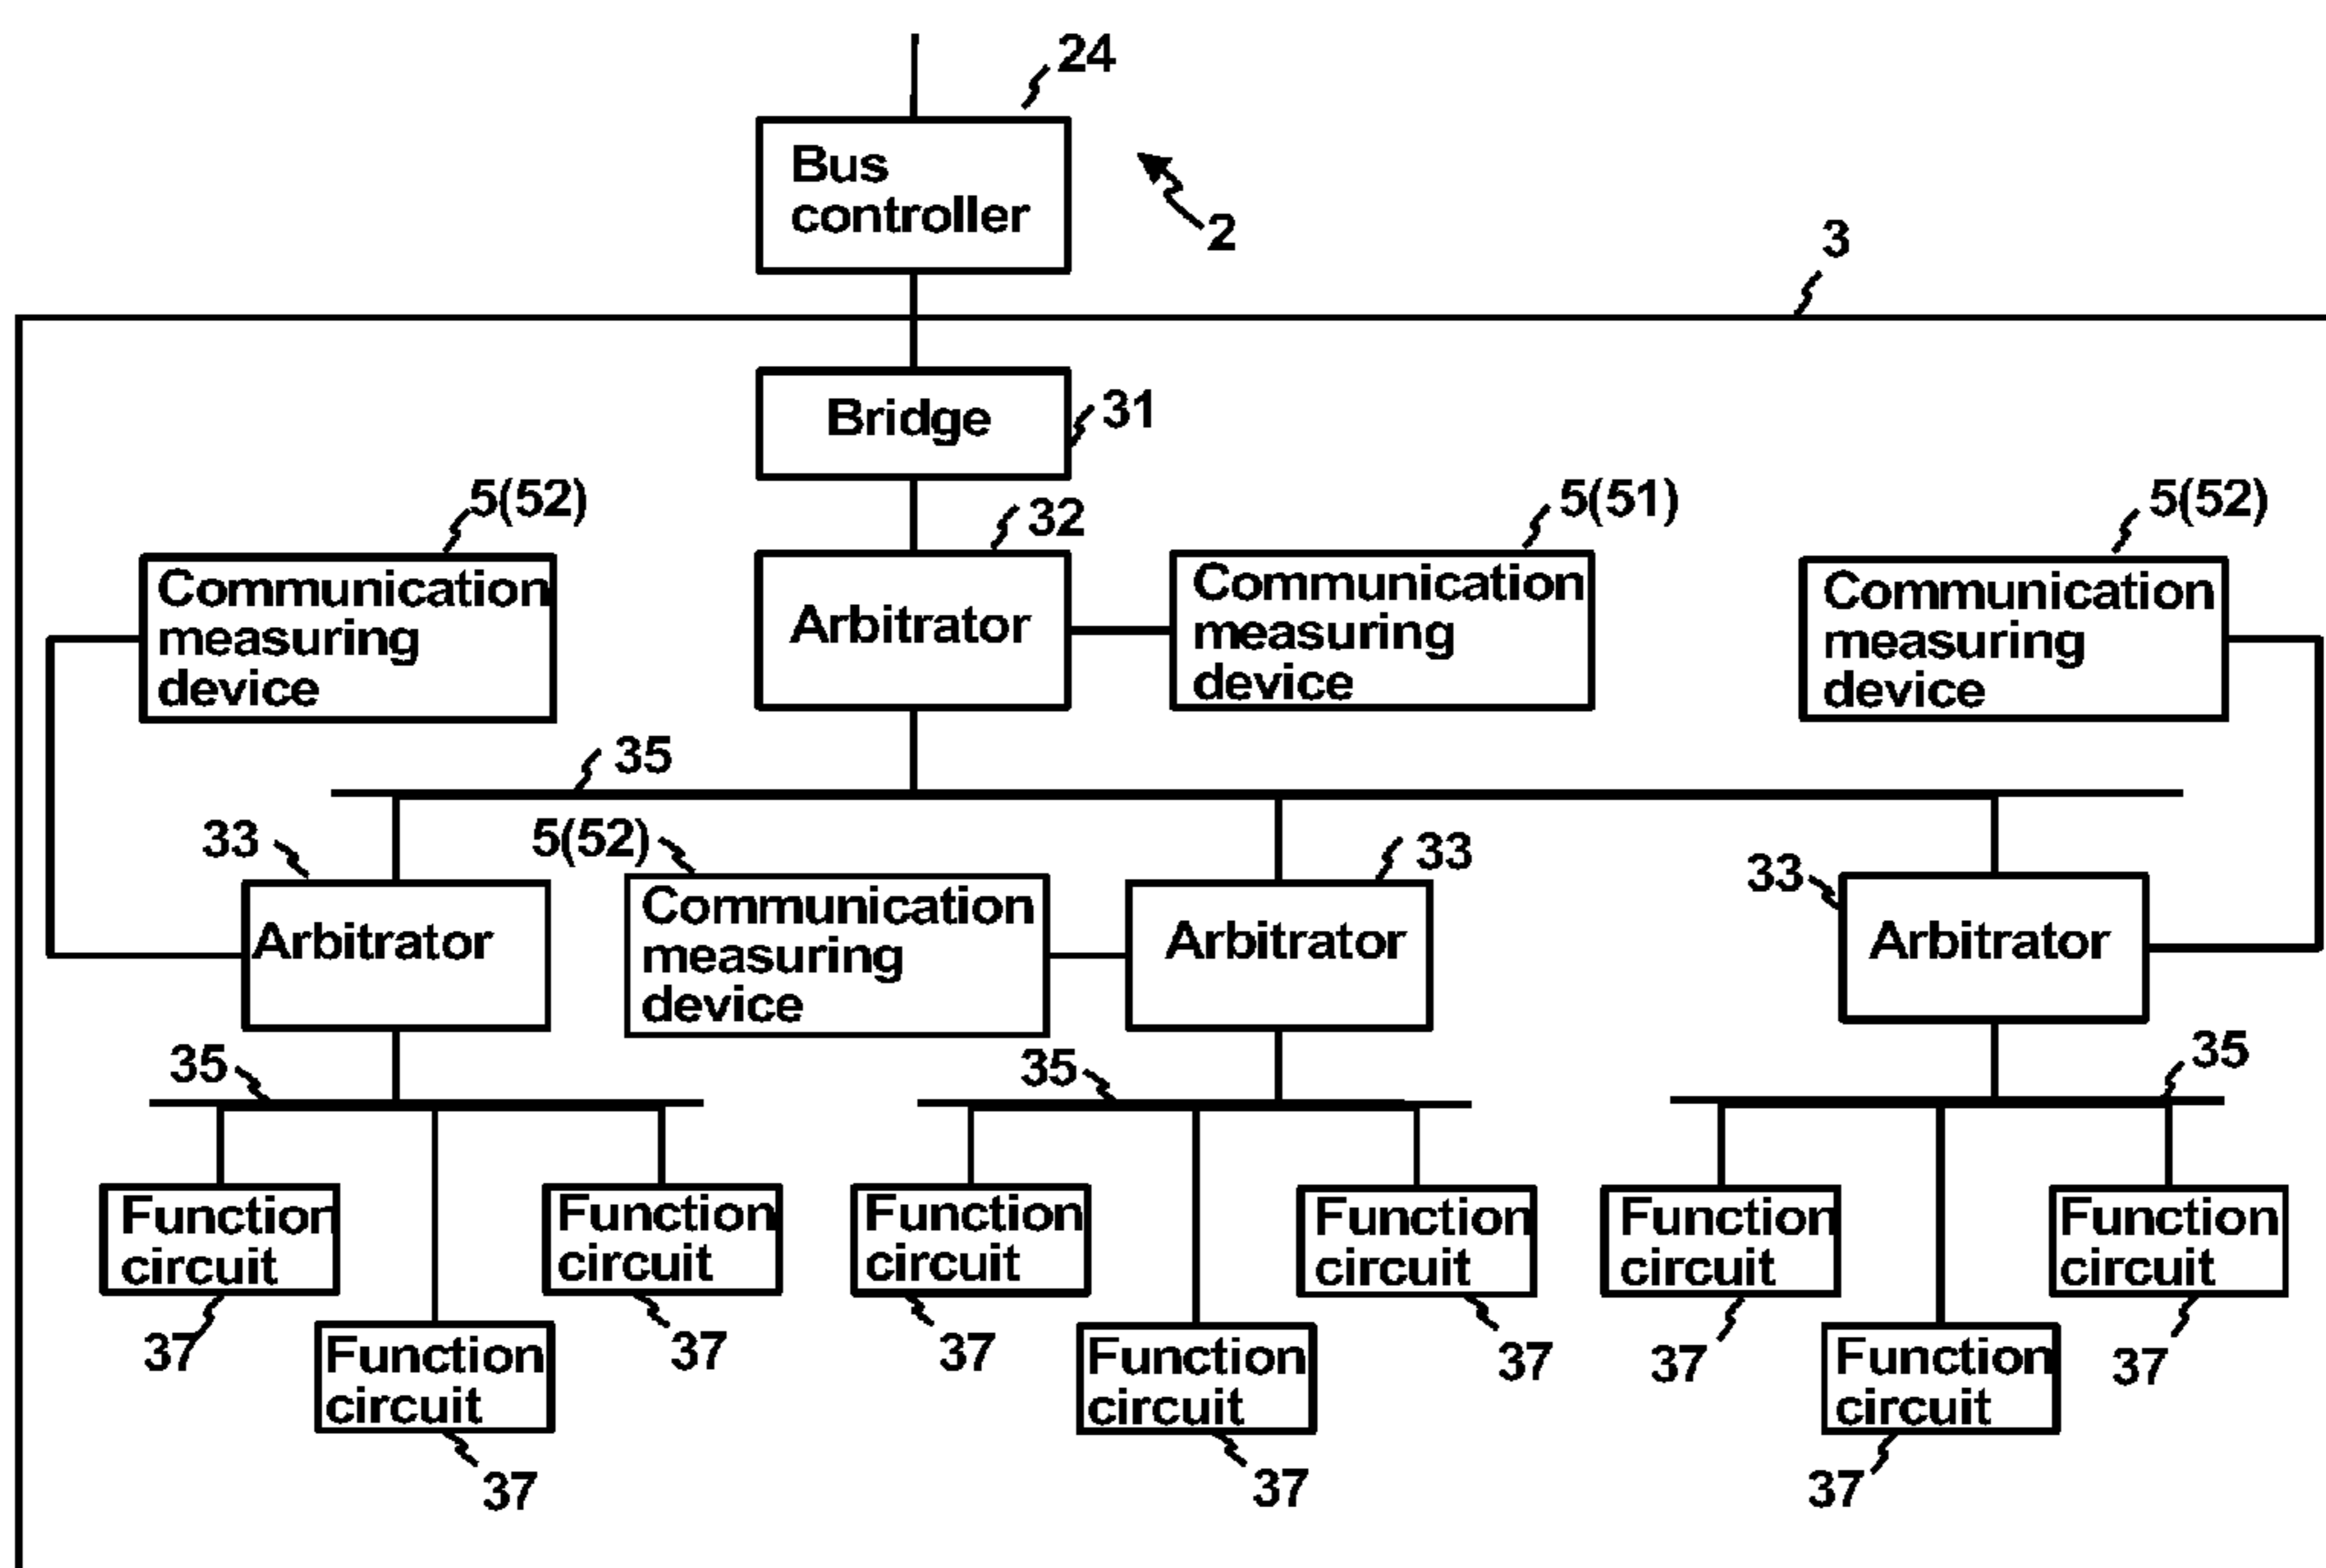 24
Bus
controller
2
3
Bridge
31
5(52)
32
5(51)
5(52)
Communication
measuring
device
Arbitrator
Communication
measuring
device
Communication
measuring
device
35
33
5(52)
33
33
Arbitrator
Communication
measuring
device
Arbitrator
Arbitrator
35
35
35
Function
circuit
Function
circuit
Function
circuit
Function
circuit
Function
circuit
Function
circuit
37
37
37
37
37
37
Function
circuit
Function
circuit
Function
circuit
37
37
37